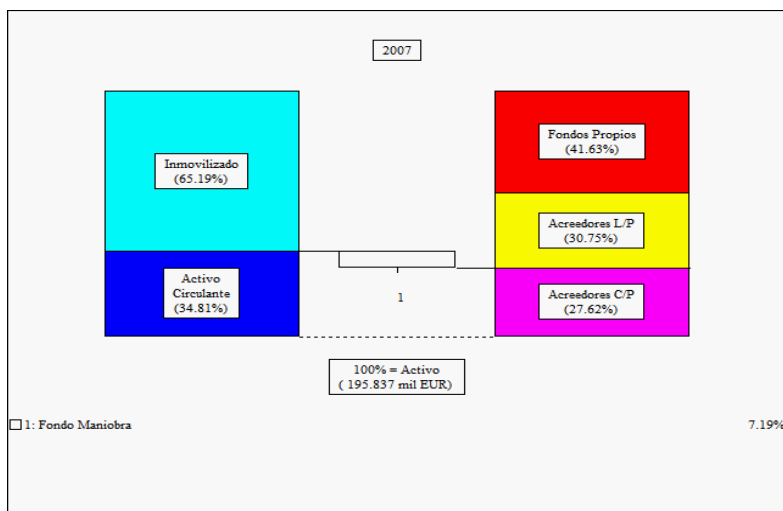 2007
Inmovilizado
(65.19%)
Fondos Propios
(41.63%)
Acreedores L/P
(30.75%)
Activo
Circulante
(34.81%)
1
Acreedores C/P
(27.62%)
100% = Activo
( 195.837 mil EUR)
1: Fondo Maniobra 7.19%